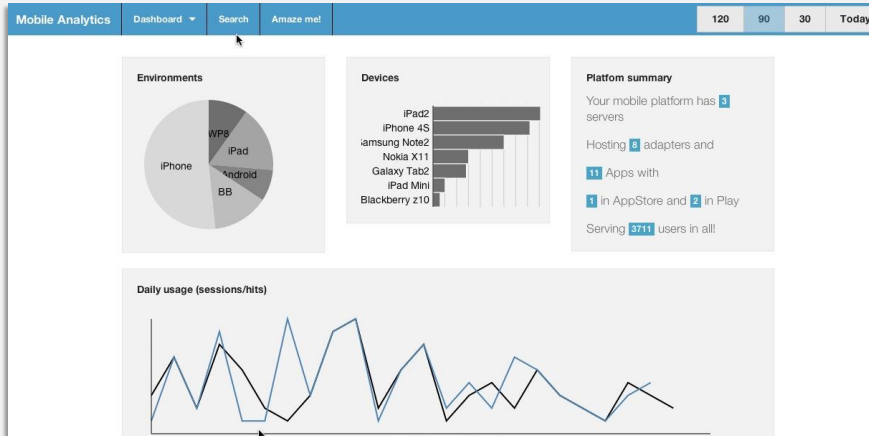 Mobile Analytics Dashboard Search Amaze me! 120 90 30 Today
Environments
WP8
iPad
iPhone
Android
BB
Devices
iPad2
iPhone 4S
amsung Note2
Nokia X11
Galaxy Tab2
iPad Mini
Blackberry z10
Platfom summary
Your mobile platform has 3
servers
Hosting 8 adapters and
11 Apps with
1 in AppStore and 2 in Play
Serving 3711 users in all!
Daily usage (sessions/hits)